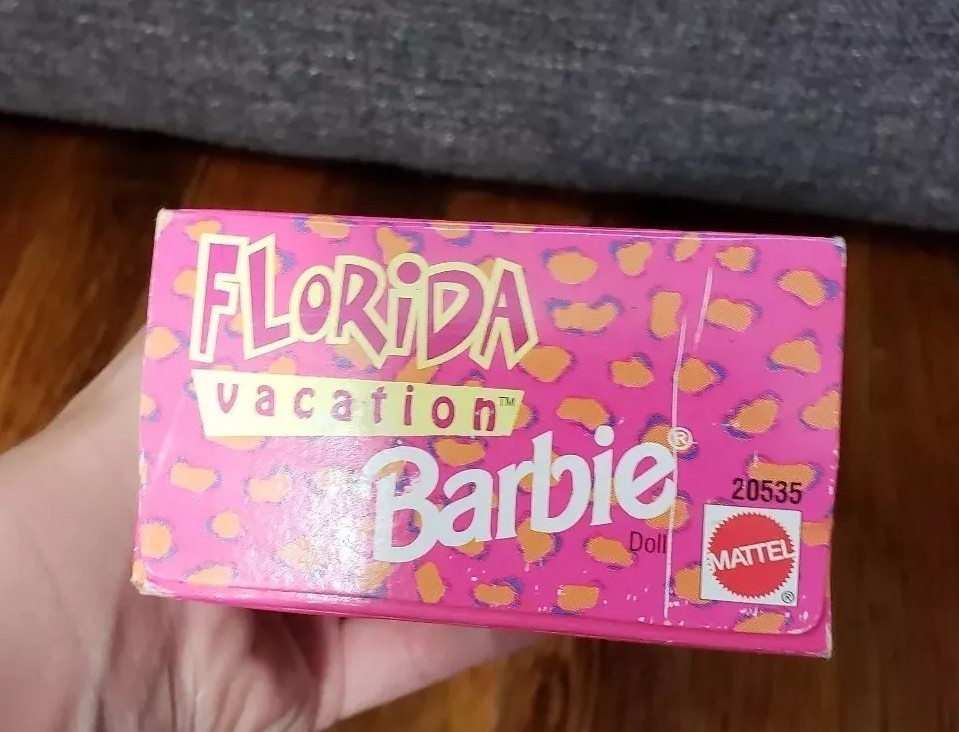 FLORiDA
vacation™
Barbie®
20535
Doll
MATTEL
®